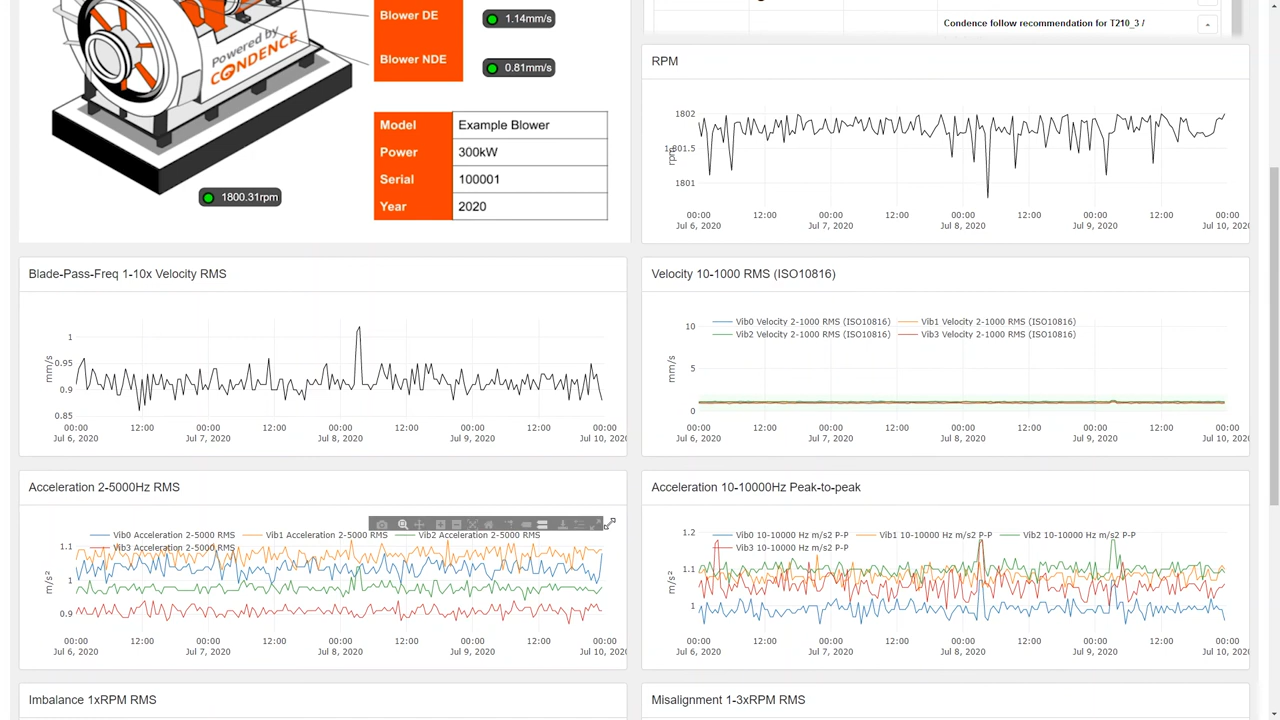 Blower DE
1.14mm/s
Blower NDE
0.81mm/s
Powered by
CONDENCE
Model Example Blower
Power 300kW
Serial 100001
Year 2020
1800.31rpm
Condence follow recommendation for T210_3 /
RPM
1802
1,801.5
1801
rpm
00:00 12:00 00:00 12:00 00:00 12:00 00:00 12:00 00:00
Jul 6, 2020 Jul 7, 2020 Jul 8, 2020 Jul 9, 2020 Jul 10, 2020
Blade-Pass-Freq 1-10x Velocity RMS
1
0.95
0.9
0.85
mm/s
00:00 12:00 00:00 12:00 00:00 12:00 00:00 12:00 00:00
Jul 6, 2020 Jul 7, 2020 Jul 8, 2020 Jul 9, 2020 Jul 10, 202
Velocity 10-1000 RMS (ISO10816)
Vib0 Velocity 2-1000 RMS (ISO10816) Vib1 Velocity 2-1000 RMS (ISO10816)
Vib2 Velocity 2-1000 RMS (ISO10816) Vib3 Velocity 2-1000 RMS (ISO10816)
10
5
0
mm/s
00:00 12:00 00:00 12:00 00:00 12:00 00:00 12:00 00:00
Jul 6, 2020 Jul 7, 2020 Jul 8, 2020 Jul 9, 2020 Jul 10, 202
Acceleration 2-5000Hz RMS
Vib0 Acceleration 2-5000 RMS Vib1 Acceleration 2-5000 RMS Vib2 Acceleration 2-5000 RMS
Vib3 Acceleration 2-5000 RMS
1.1
1
0.9
m/s²
00:00 12:00 00:00 12:00 00:00 12:00 00:00 12:00 00:00
Jul 6, 2020 Jul 7, 2020 Jul 8, 2020 Jul 9, 2020 Jul 10, 202
Acceleration 10-10000Hz Peak-to-peak
Vib0 10-10000 Hz m/s2 P-P Vib1 10-10000 Hz m/s2 P-P Vib2 10-10000 Hz m/s2 P-P
Vib3 10-10000 Hz m/s2 P-P
1.2
1.1
1
m/s²
00:00 12:00 00:00 12:00 00:00 12:00 00:00 12:00 00:00
Jul 6, 2020 Jul 7, 2020 Jul 8, 2020 Jul 9, 2020 Jul 10, 202
Imbalance 1xRPM RMS
Misalignment 1-3xRPM RMS